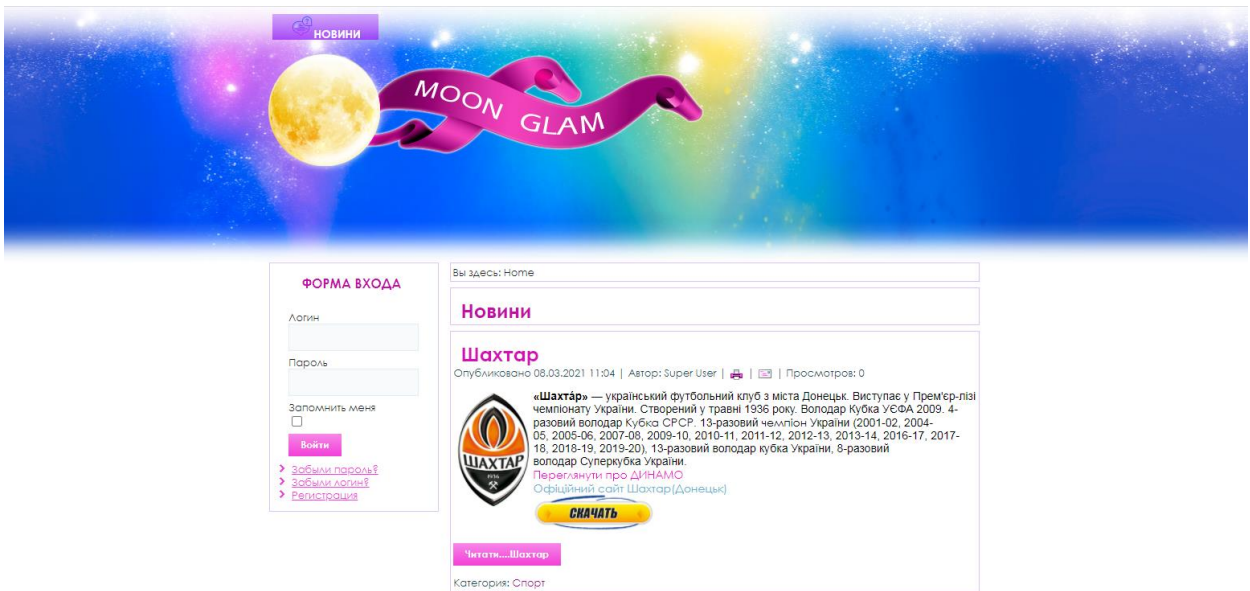 НОВИНИ
MOON GLAM
ФОРМА ВХОДА
Логин
Пароль
Запомнить меня
Войти
Забыли пароль?
Забыли логин?
Регистрация
Вы здесь: Home
Новини
Шахтар
Опубликовано 08.03.2021 11:04 | Автор: Super User | | | Просмотров: 0
«Шахта́р» — український футбольний клуб з міста Донецьк. Виступає у Прем'єр-лізі
чемпіонату України. Створений у травні 1936 року. Володар Кубка УЄФА 2009. 4-
разовий володар Кубка СРСР. 13-разовий чемпіон України (2001-02, 2004-
05, 2005-06, 2007-08, 2009-10, 2010-11, 2011-12, 2012-13, 2013-14, 2016-17, 2017-
18, 2018-19, 2019-20), 13-разовий володар кубка України, 8-разовий
володар Суперкубка України.
Переглянути про ДИНАМО
Офіційний сайт Шахтар(Донецьк)
ШАХТАР
1936
СКАЧАТЬ
Читати....Шахтар
Категория: Спорт